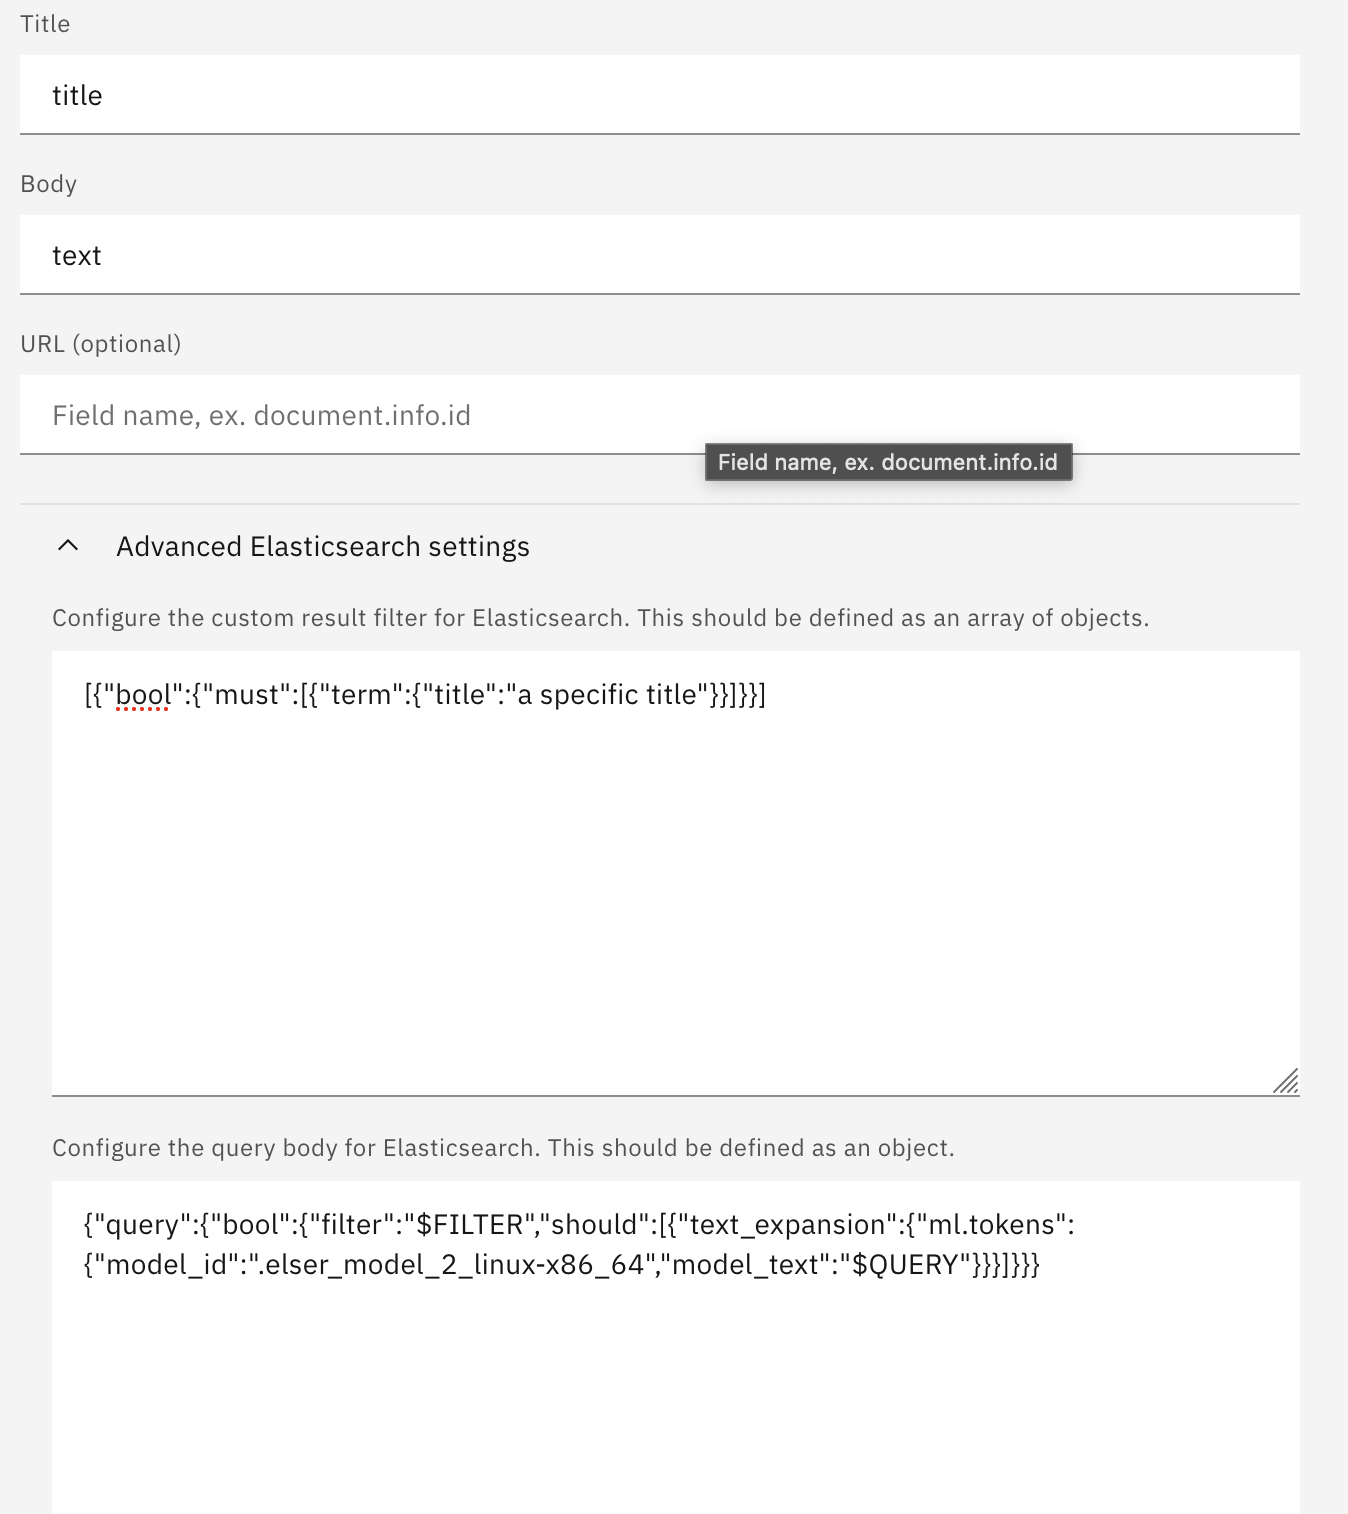 Title
title
Body
text
URL (optional)
Field name, ex. document.info.id
Field name, ex. document.info.id
Advanced Elasticsearch settings
Configure the custom result filter for Elasticsearch. This should be defined as an array of objects.
[{"bool":{"must":[{"term":{"title":"a specific title"}}]}}]
Configure the query body for Elasticsearch. This should be defined as an object.
{"query":{"bool":{"filter":"$FILTER","should":[{"text_expansion":{"ml.tokens":
{"model_id":".elser_model_2_linux-x86_64","model_text":"$QUERY"}}}]}}}